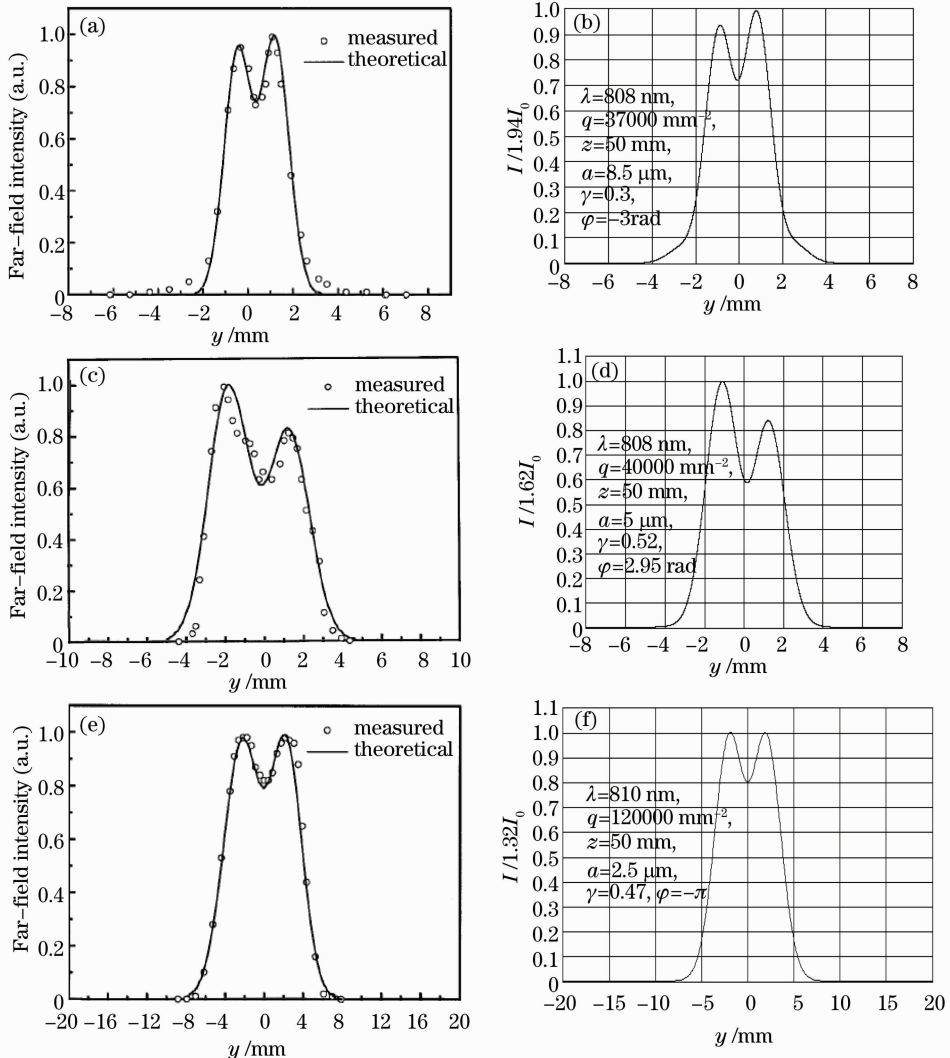 (a)
measured
theoretical
Far-field intensity (a.u.)
1.0
0.8
0.6
0.4
0.2
0
-8 -6 -4 -2 0 2 4 6 8
y /mm
(b)
I /1.94I₀
1.0
0.9
0.8
0.7
0.6
0.5
0.4
0.3
0.2
0.1
0
λ=808 nm,
q=37000 mm⁻²,
z=50 mm,
a=8.5 μm,
γ=0.3,
φ=-3rad
-8 -6 -4 -2 0 2 4 6 8
y /mm
(c)
measured
theoretical
Far-field intensity (a.u.)
1.0
0.8
0.6
0.4
0.2
0
-10 -8 -6 -4 -2 0 2 4 6 8 10
y /mm
(d)
I /1.62I₀
1.1
1.0
0.9
0.8
0.7
0.6
0.5
0.4
0.3
0.2
0.1
0
λ=808 nm,
q=40000 mm⁻²,
z=50 mm,
a=5 μm,
γ=0.52,
φ=2.95 rad
-8 -6 -4 -2 0 2 4 6 8
y /mm
(e)
measured
theoretical
Far-field intensity (a.u.)
1.0
0.8
0.6
0.4
0.2
0
-20 -16 -12 -8 -4 0 4 8 12 16 20
y /mm
(f)
I /1.32I₀
1.1
1.0
0.9
0.8
0.7
0.6
0.5
0.4
0.3
0.2
0.1
0
λ=810 nm,
q=120000 mm⁻²,
z=50 mm,
a=2.5 μm,
γ=0.47, φ=-π
-20 -15 -10 -5 0 5 10 15 20
y /mm